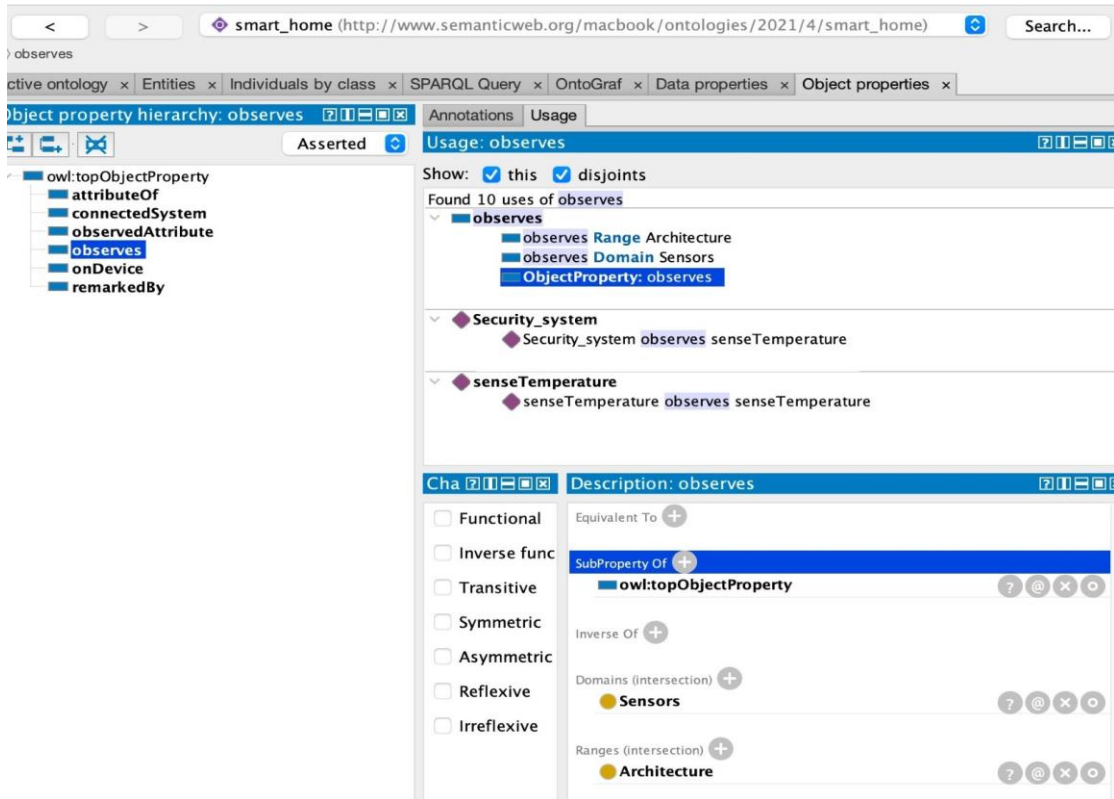 < > smart_home (http://www.semanticweb.org/macbook/ontologies/2021/4/smart_home) Search...
observes
ctive ontology × Entities × Individuals by class × SPARQL Query × OntoGraf × Data properties × Object properties ×
Object property hierarchy: observes
Asserted
owl:topObjectProperty
attributeOf
connectedSystem
observedAttribute
observes
onDevice
remarkedBy
Annotations Usage
Usage: observes
Show: this disjoints
Found 10 uses of observes
observes
observes Range Architecture
observes Domain Sensors
ObjectProperty: observes
Security_system
Security_system observes senseTemperature
senseTemperature
senseTemperature observes senseTemperature
Cha
Functional
Inverse func
Transitive
Symmetric
Asymmetric
Reflexive
Irreflexive
Description: observes
Equivalent To
SubProperty Of
owl:topObjectProperty
Inverse Of
Domains (intersection)
Sensors
Ranges (intersection)
Architecture